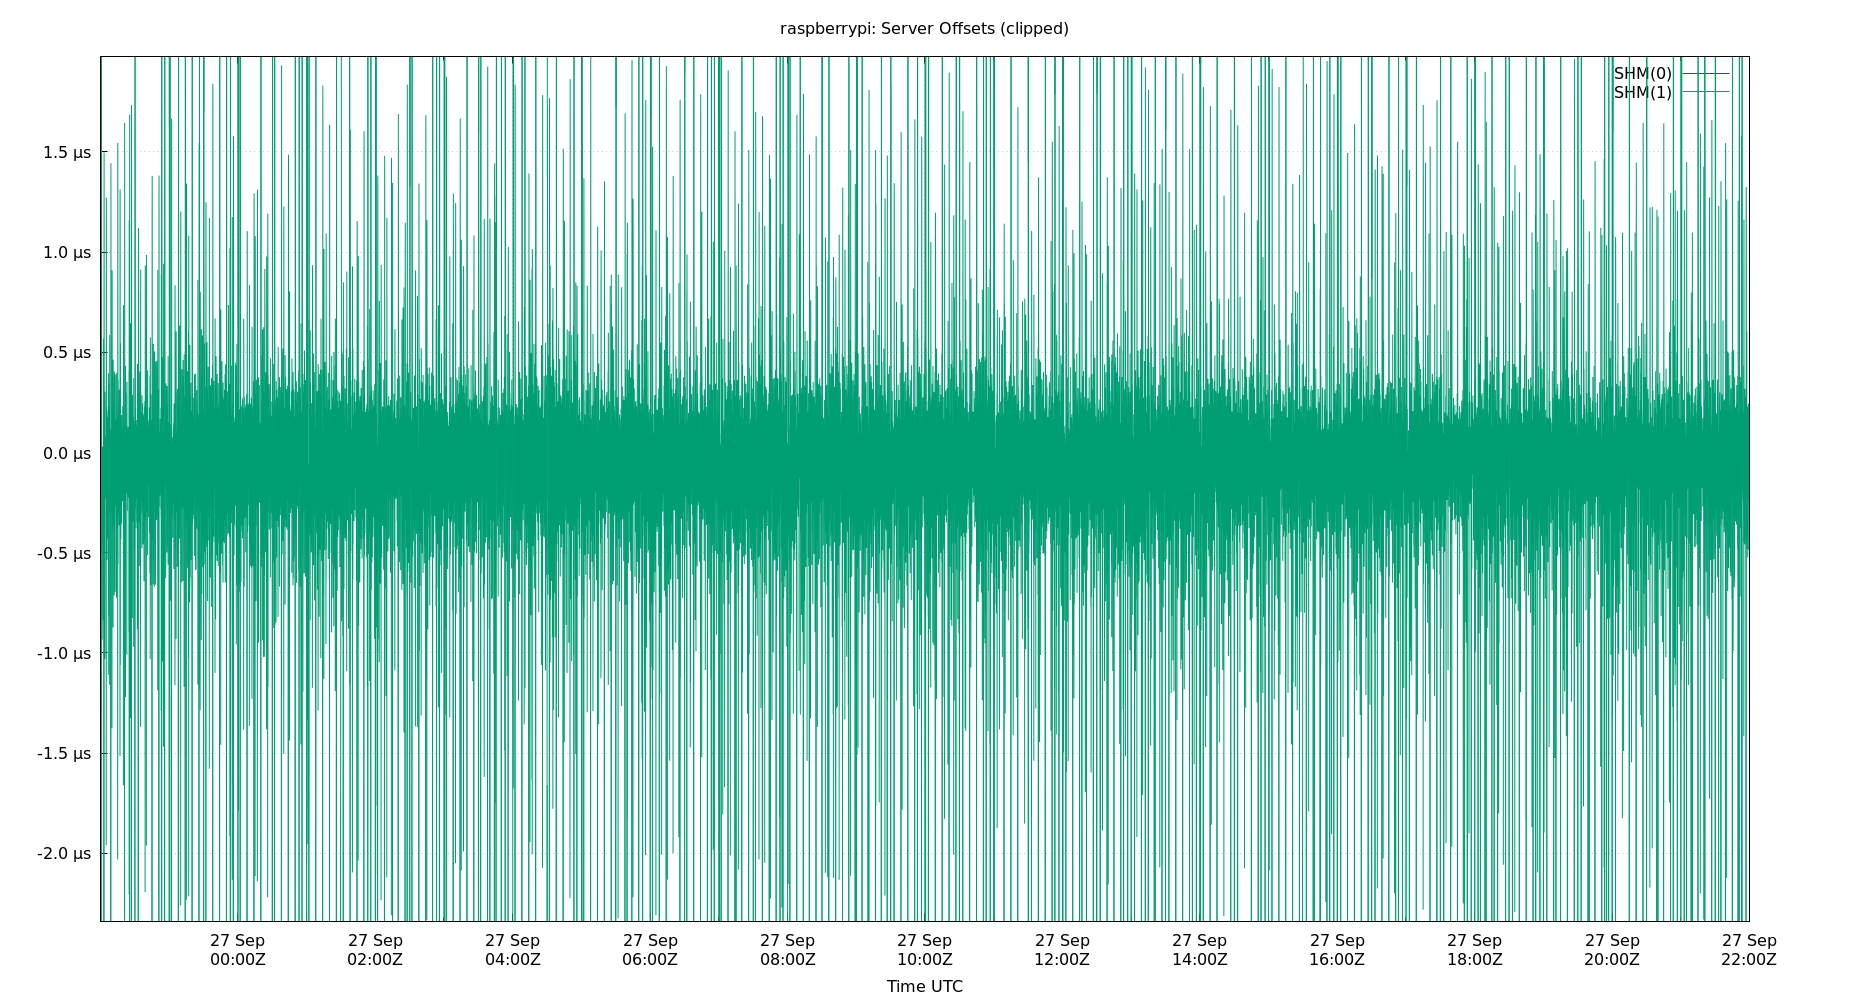 raspberrypi: Server Offsets (clipped)
SHM(0)
SHM(1)
1.5 µs
1.0 µs
0.5 µs
0.0 µs
-0.5 µs
-1.0 µs
-1.5 µs
-2.0 µs
27 Sep 27 Sep 27 Sep 27 Sep 27 Sep 27 Sep 27 Sep 27 Sep 27 Sep 27 Sep 27 Sep 27 Sep
00:00Z 02:00Z 04:00Z 06:00Z 08:00Z 10:00Z 12:00Z 14:00Z 16:00Z 18:00Z 20:00Z 22:00Z
Time UTC